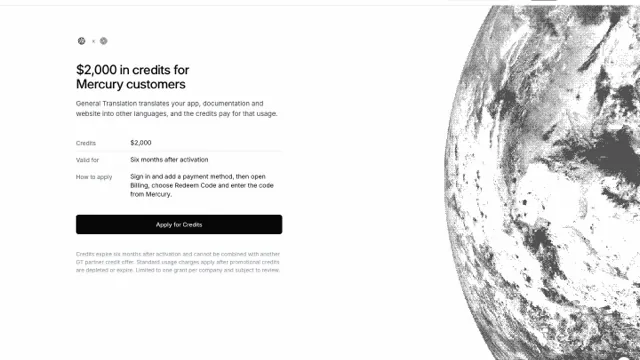 $2,000 in credits for
Mercury customers
General Translation translates your app, documentation and
website into other languages, and the credits pay for that usage.
Credits $2,000
Valid for Six months after activation
How to apply Sign in and add a payment method, then open
Billing, choose Redeem Code and enter the code
from Mercury.
Apply for Credits
Credits expire six months after activation and cannot be combined with another
GT partner credit offer. Standard usage charges apply after promotional credits
are depleted or expire. Limited to one grant per company and subject to review.